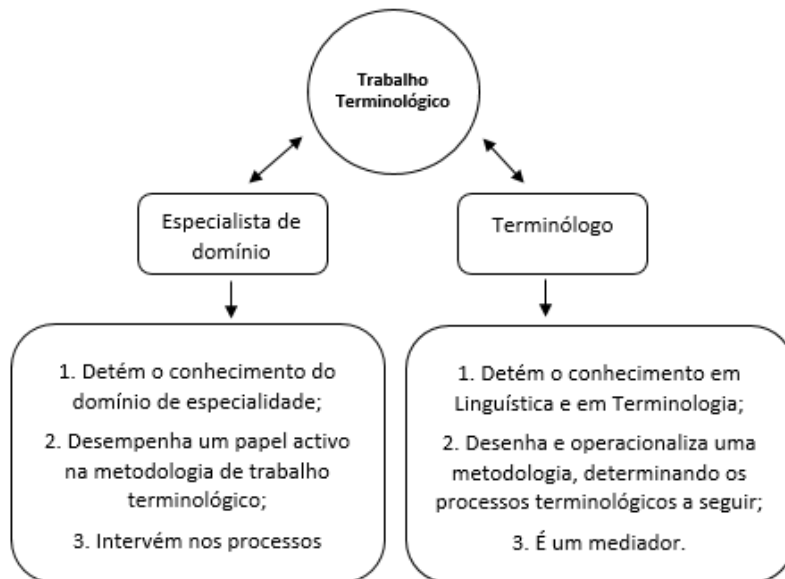 Trabalho
Terminológico
Especialista de
domínio
Terminólogo
1. Detém o conhecimento do
domínio de especialidade;
2. Desempenha um papel activo
na metodologia de trabalho
terminológico;
3. Intervém nos processos
1. Detém o conhecimento em
Linguística e em Terminologia;
2. Desenha e operacionaliza uma
metodologia, determinando os
processos terminológicos a seguir;
3. É um mediador.